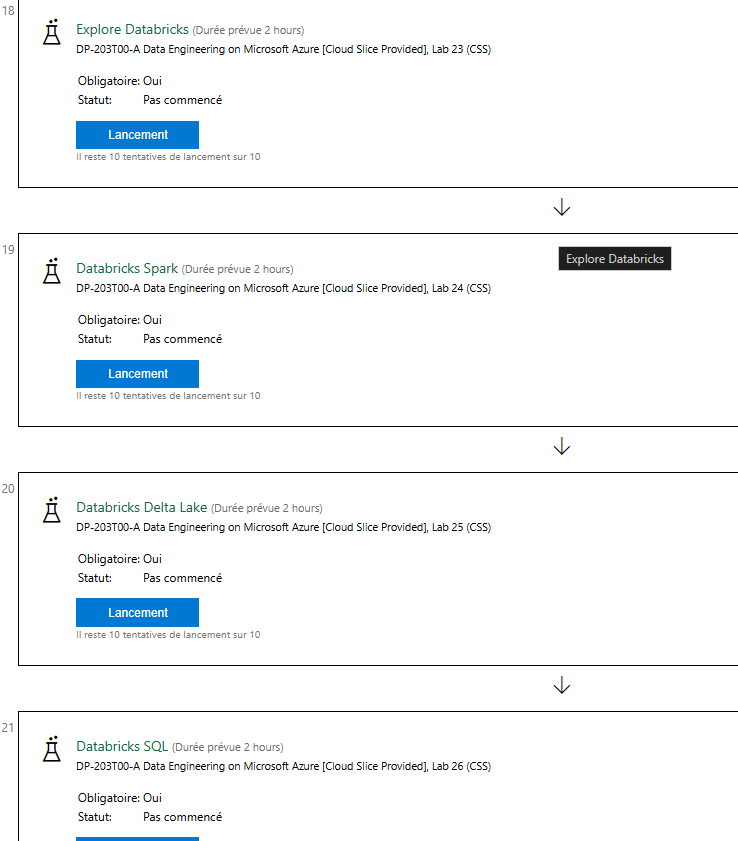 18
Explore Databricks (Durée prévue 2 hours)
DP-203T00-A Data Engineering on Microsoft Azure [Cloud Slice Provided], Lab 23 (CSS)
Obligatoire: Oui
Statut: Pas commencé
Lancement
Il reste 10 tentatives de lancement sur 10
19
Explore Databricks
Databricks Spark (Durée prévue 2 hours)
DP-203T00-A Data Engineering on Microsoft Azure [Cloud Slice Provided], Lab 24 (CSS)
Obligatoire: Oui
Statut: Pas commencé
Lancement
Il reste 10 tentatives de lancement sur 10
20
Databricks Delta Lake (Durée prévue 2 hours)
DP-203T00-A Data Engineering on Microsoft Azure [Cloud Slice Provided], Lab 25 (CSS)
Obligatoire: Oui
Statut: Pas commencé
Lancement
Il reste 10 tentatives de lancement sur 10
21
Databricks SQL (Durée prévue 2 hours)
DP-203T00-A Data Engineering on Microsoft Azure [Cloud Slice Provided], Lab 26 (CSS)
Obligatoire: Oui
Statut: Pas commencé